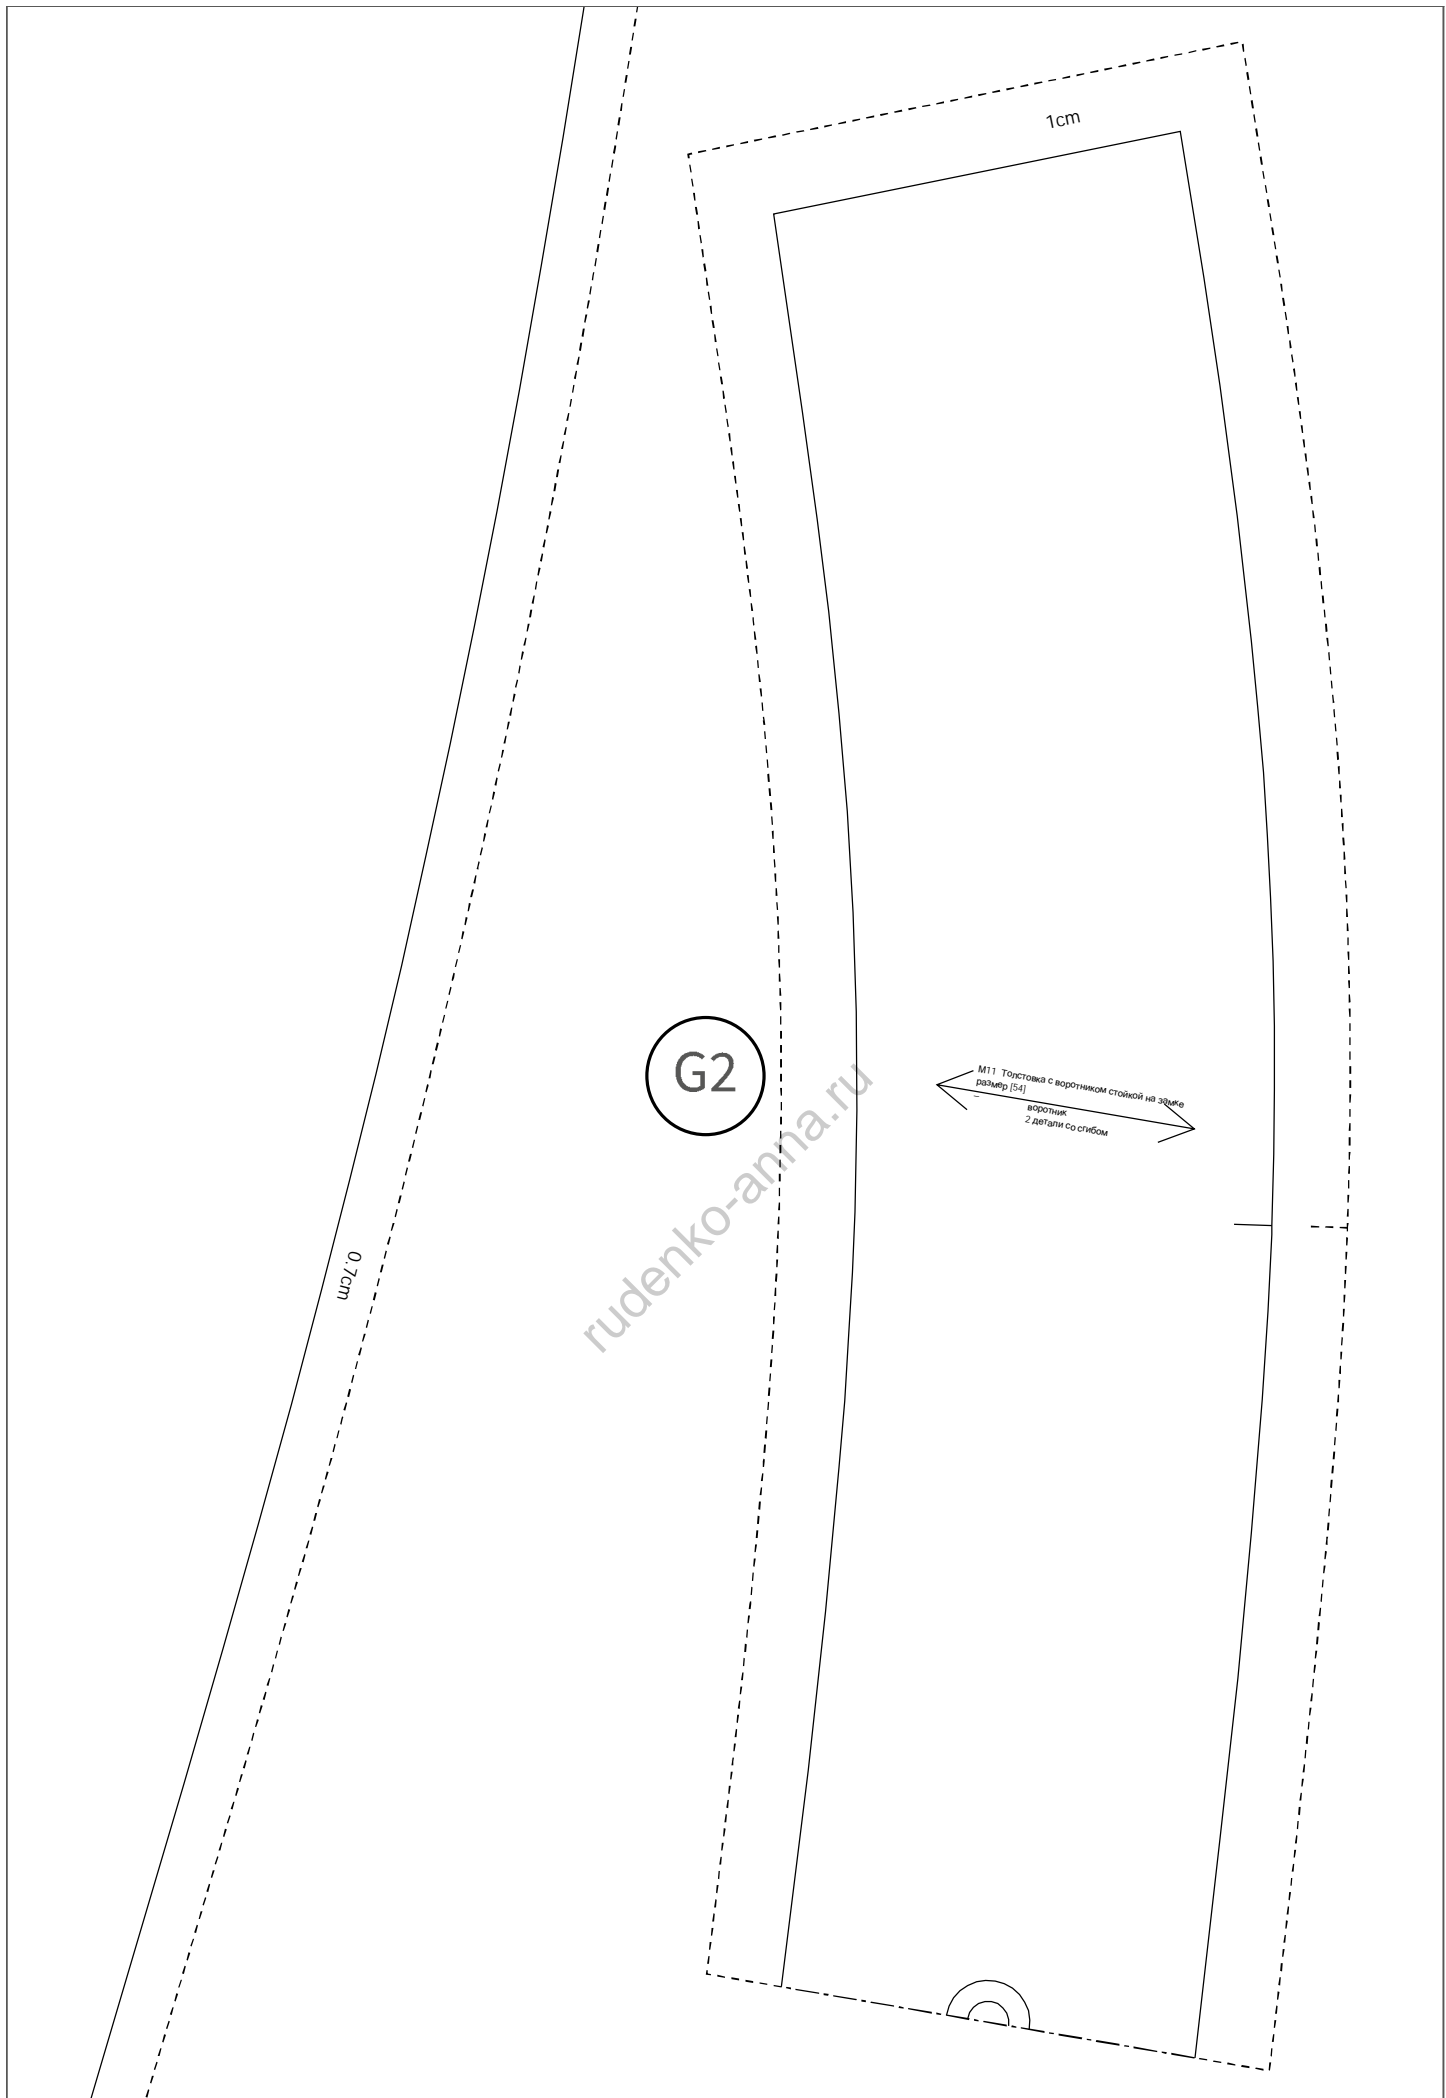 1cm
G2
M11 Толстовка с воротником стойкой на замке
размер [54]
воротник
2 детали со сгибом
0.7cm
rudenko-anna.ru